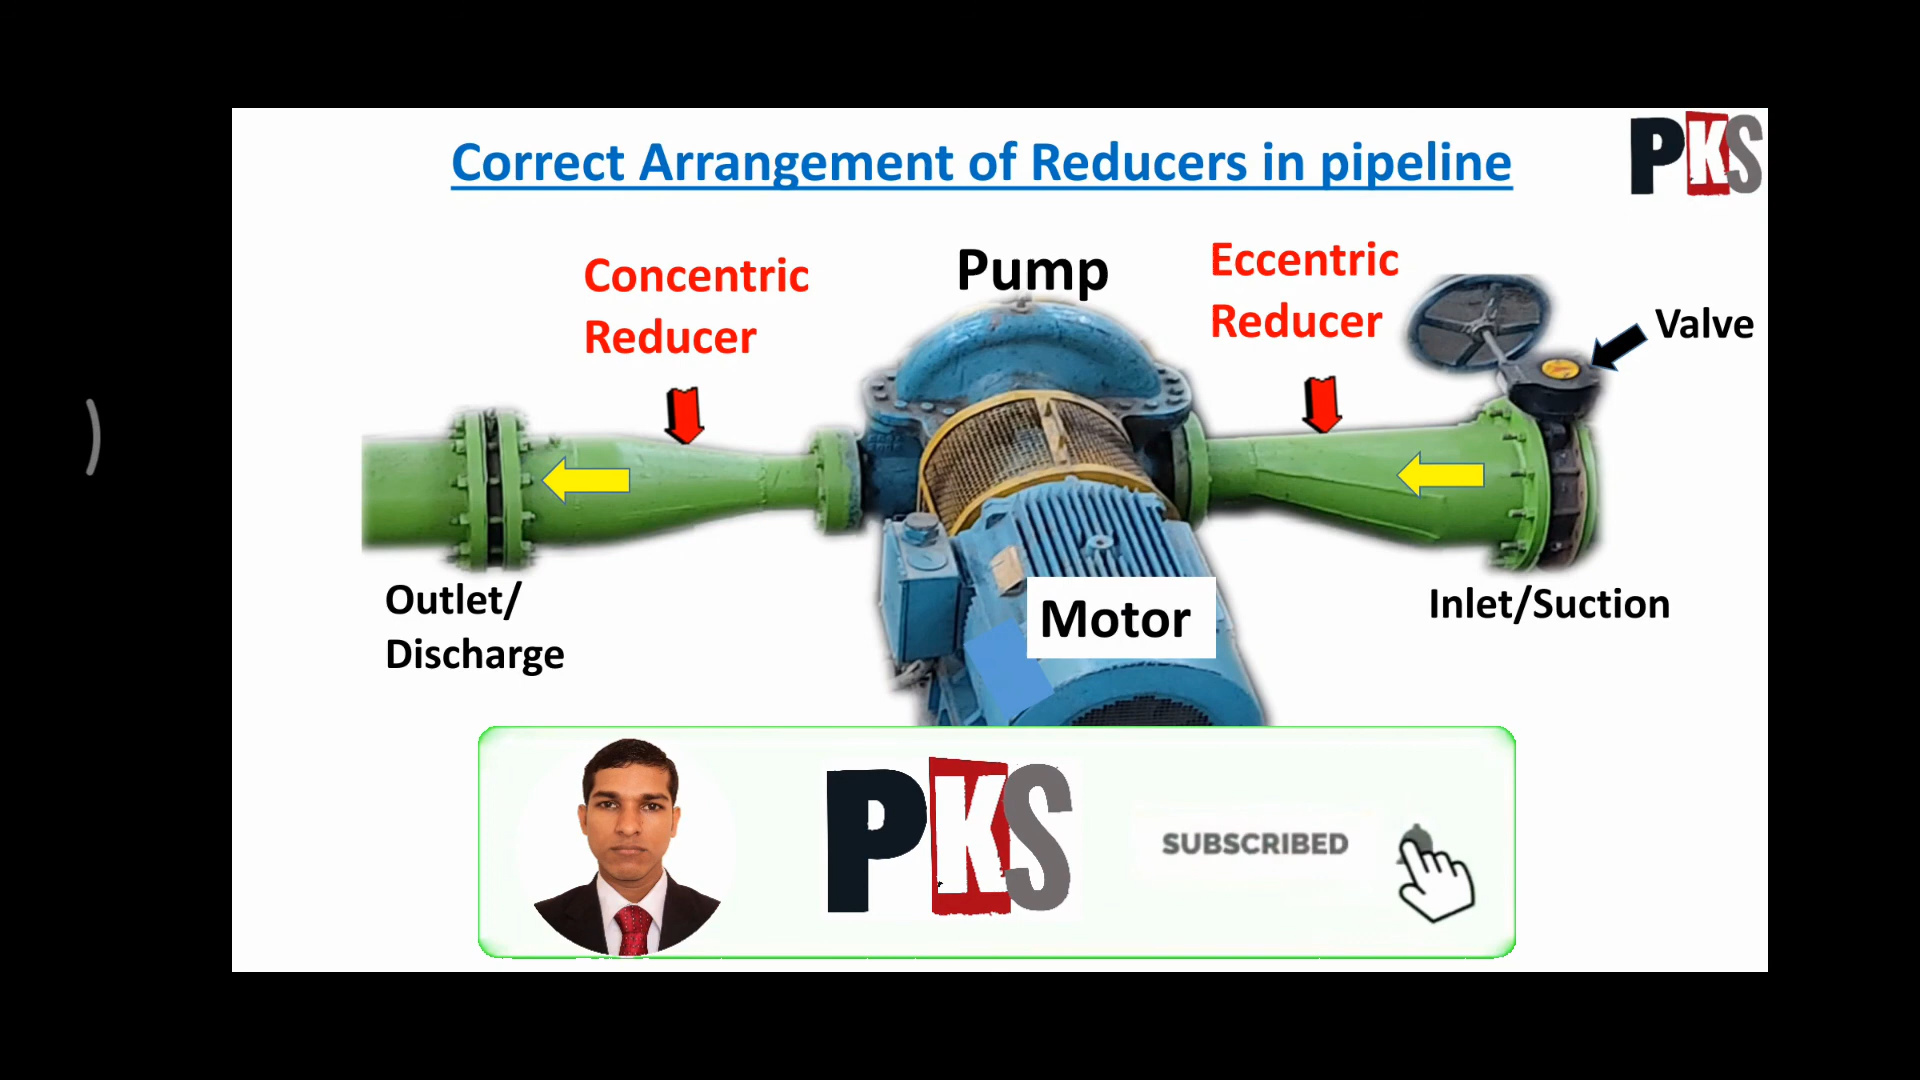 Correct Arrangement of Reducers in pipeline
PKS
Concentric
Reducer
Pump
Eccentric
Reducer
Valve
Outlet/
Discharge
Motor
Inlet/Suction
PKS
SUBSCRIBED